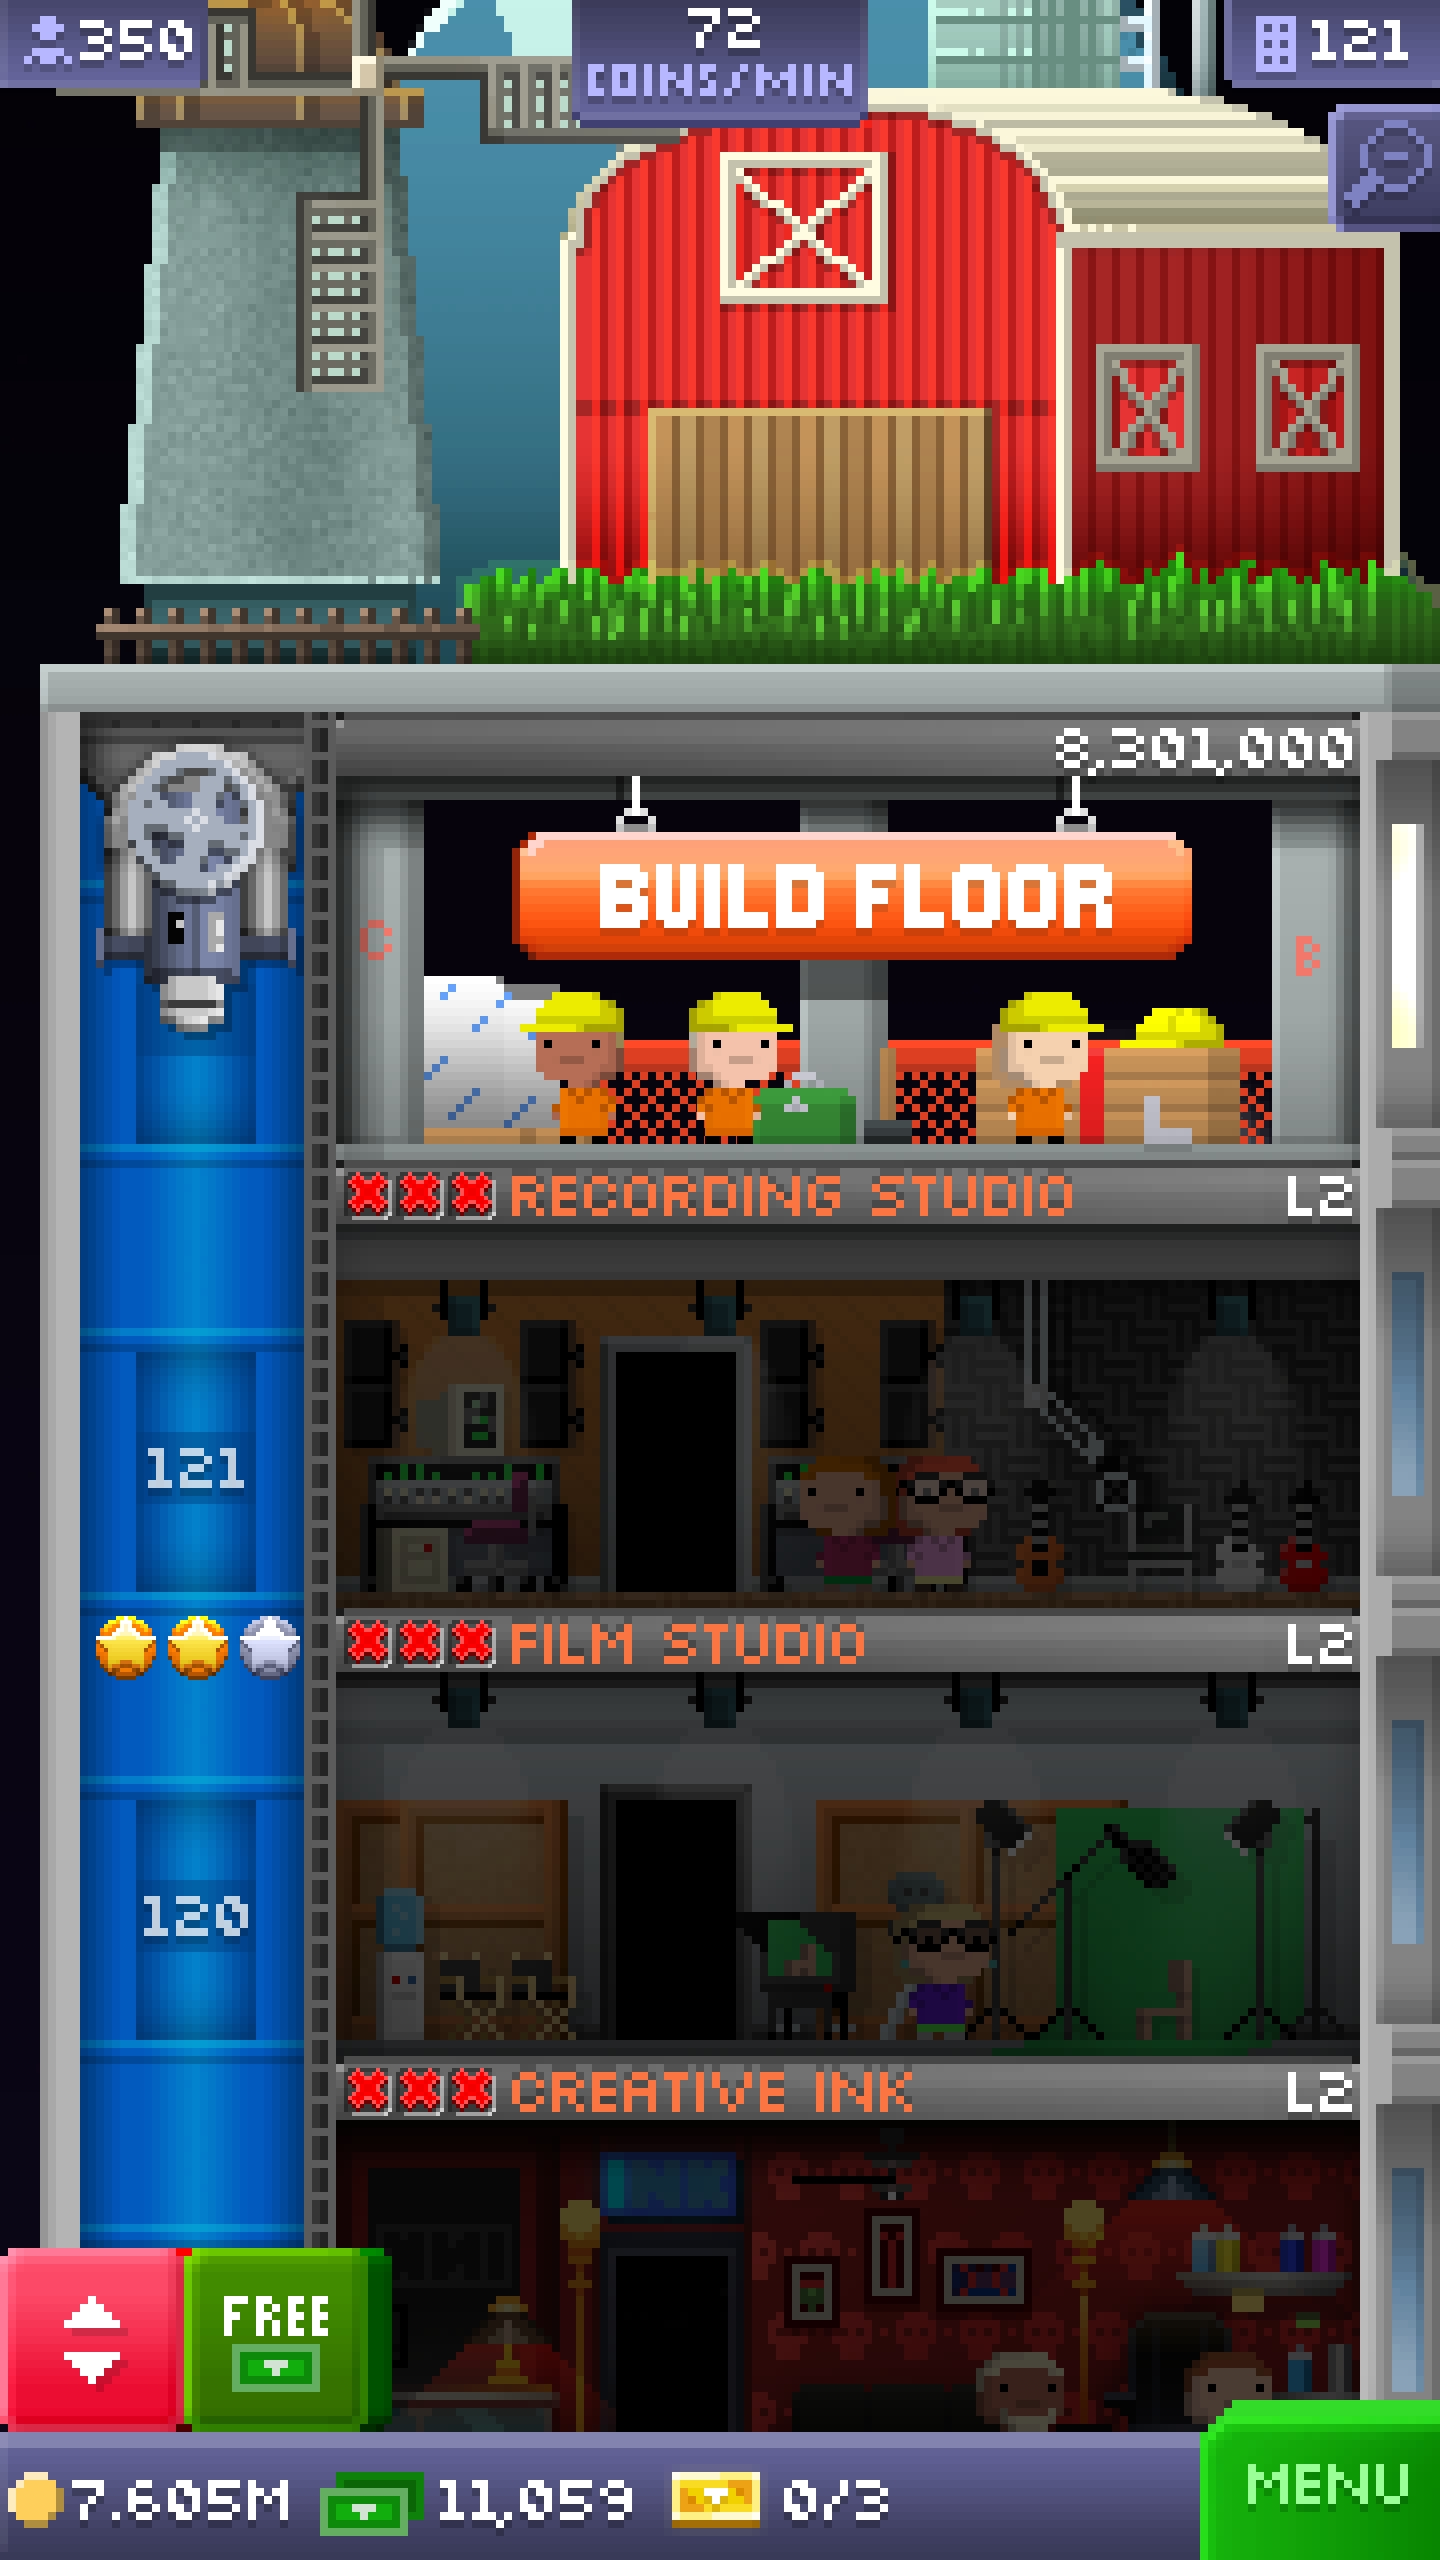 350
72
COINS/MIN
121
8,301,000
BUILD FLOOR
C
B
RECORDING STUDIO L2
121
FILM STUDIO L2
120
CREATIVE INK L2
INK
FREE
7.605M 11,059 0/3
MENU